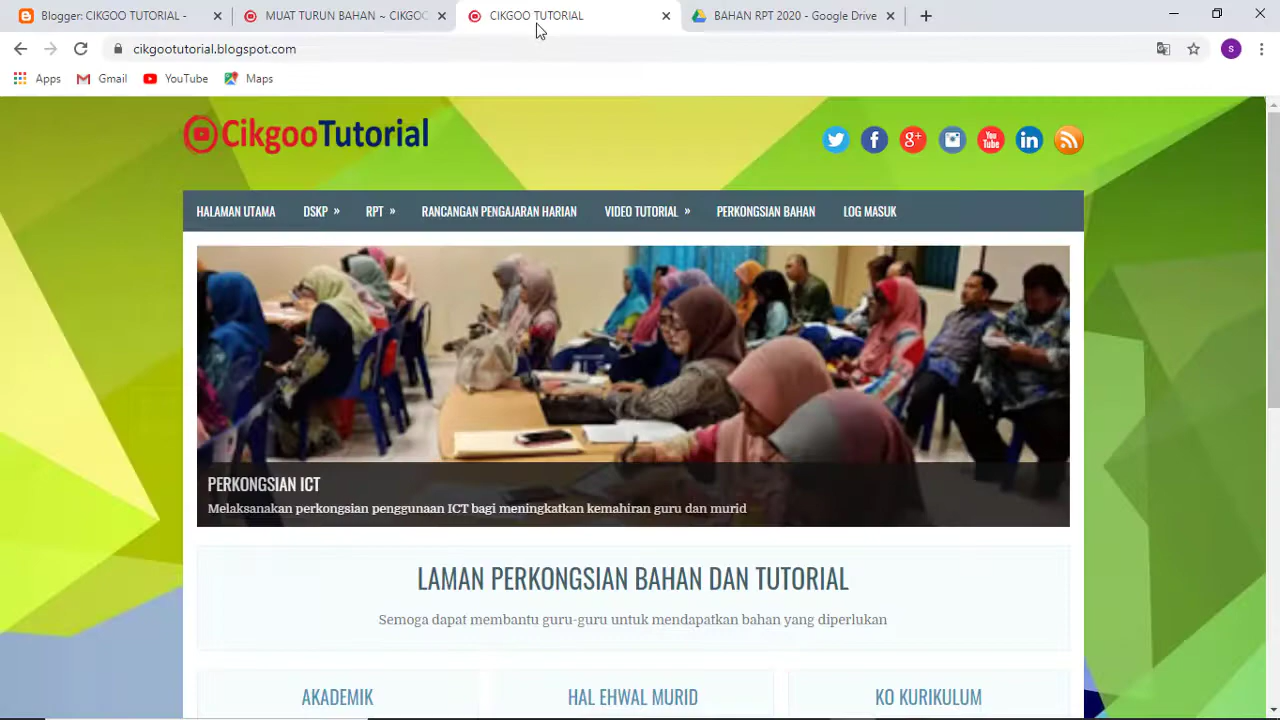 Blogger: CIKGOO TUTORIAL -
MUAT TURUN BAHAN ~ CIKGOO
CIKGOO TUTORIAL
BAHAN RPT 2020 - Google Drive
cikgootutorial.blogspot.com
S
Apps
Gmail
YouTube
Maps
CikgooTutorial
g+
You Tube
in
HALAMAN UTAMA
DSKP »
RPT »
RANCANGAN PENGAJARAN HARIAN
VIDEO TUTORIAL »
PERKONGSIAN BAHAN
LOG MASUK
PERKONGSIAN ICT
Melaksanakan perkongsian penggunaan ICT bagi meningkatkan kemahiran guru dan murid
LAMAN PERKONGSIAN BAHAN DAN TUTORIAL
Semoga dapat membantu guru-guru untuk mendapatkan bahan yang diperlukan
AKADEMIK
HAL EHWAL MURID
KO KURIKULUM